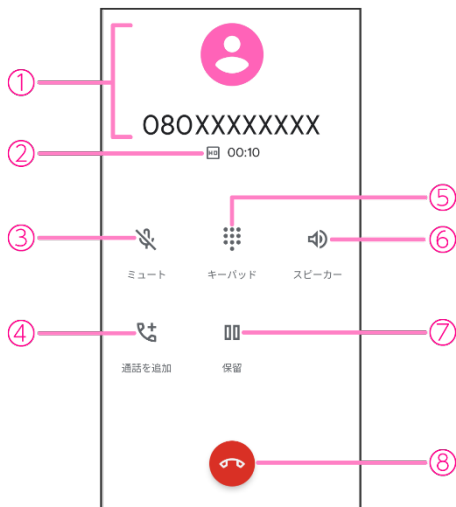 ①
080XXXXXXXX
② HD 00:10
⑤
③ ⑥
ミュート キーパッド スピーカー
④ ⑦
通話を追加 保留
⑧